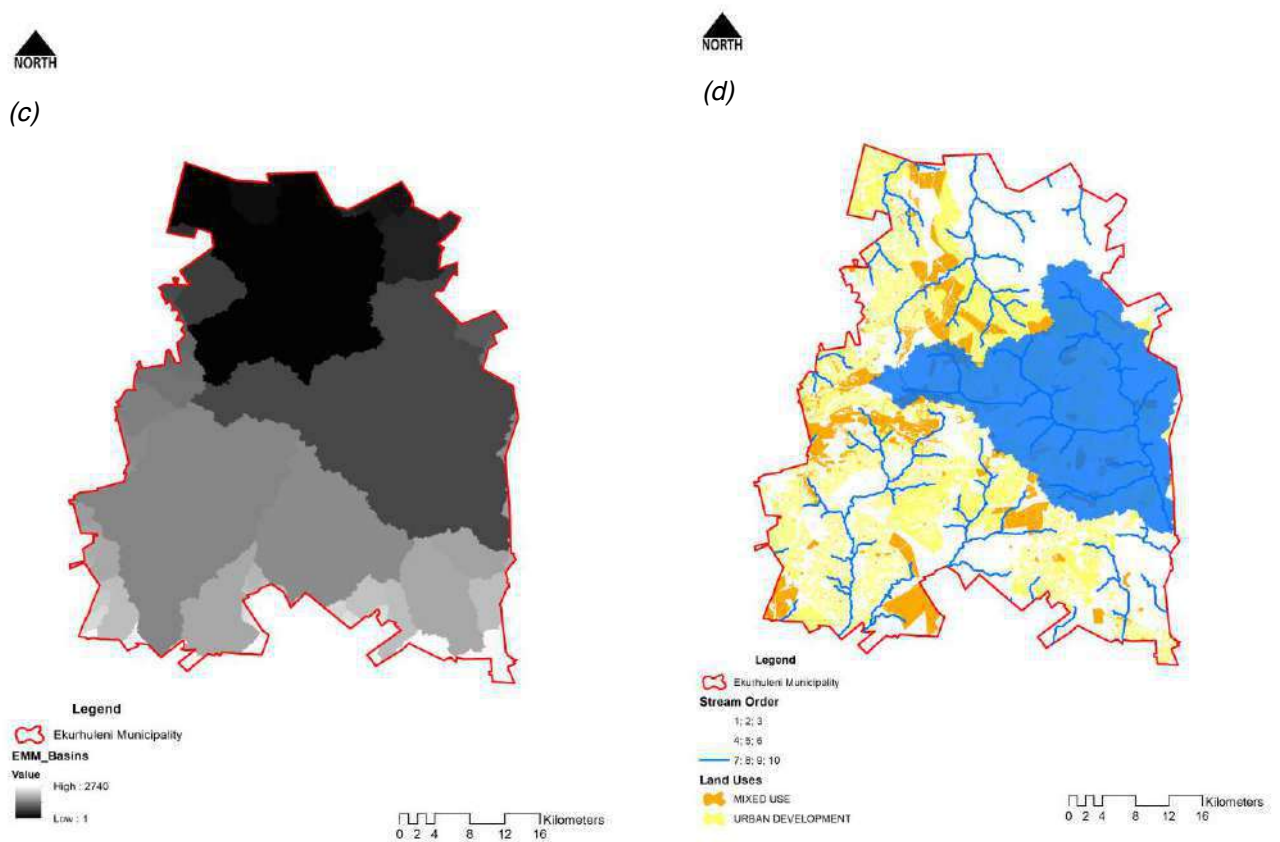 NORTH
(c)
Legend
Ekurhuleni Municipality
EMM_Basins
Value
High : 2740
Low : 1
Kilometers
0 2 4 8 12 16
NORTH
(d)
Legend
Ekurhuleni Municipality
Stream Order
1; 2; 3
4; 5; 6
7; 8; 9; 10
Land Uses
MIXED USE
URBAN DEVELOPMENT
Kilometers
0 2 4 8 12 16